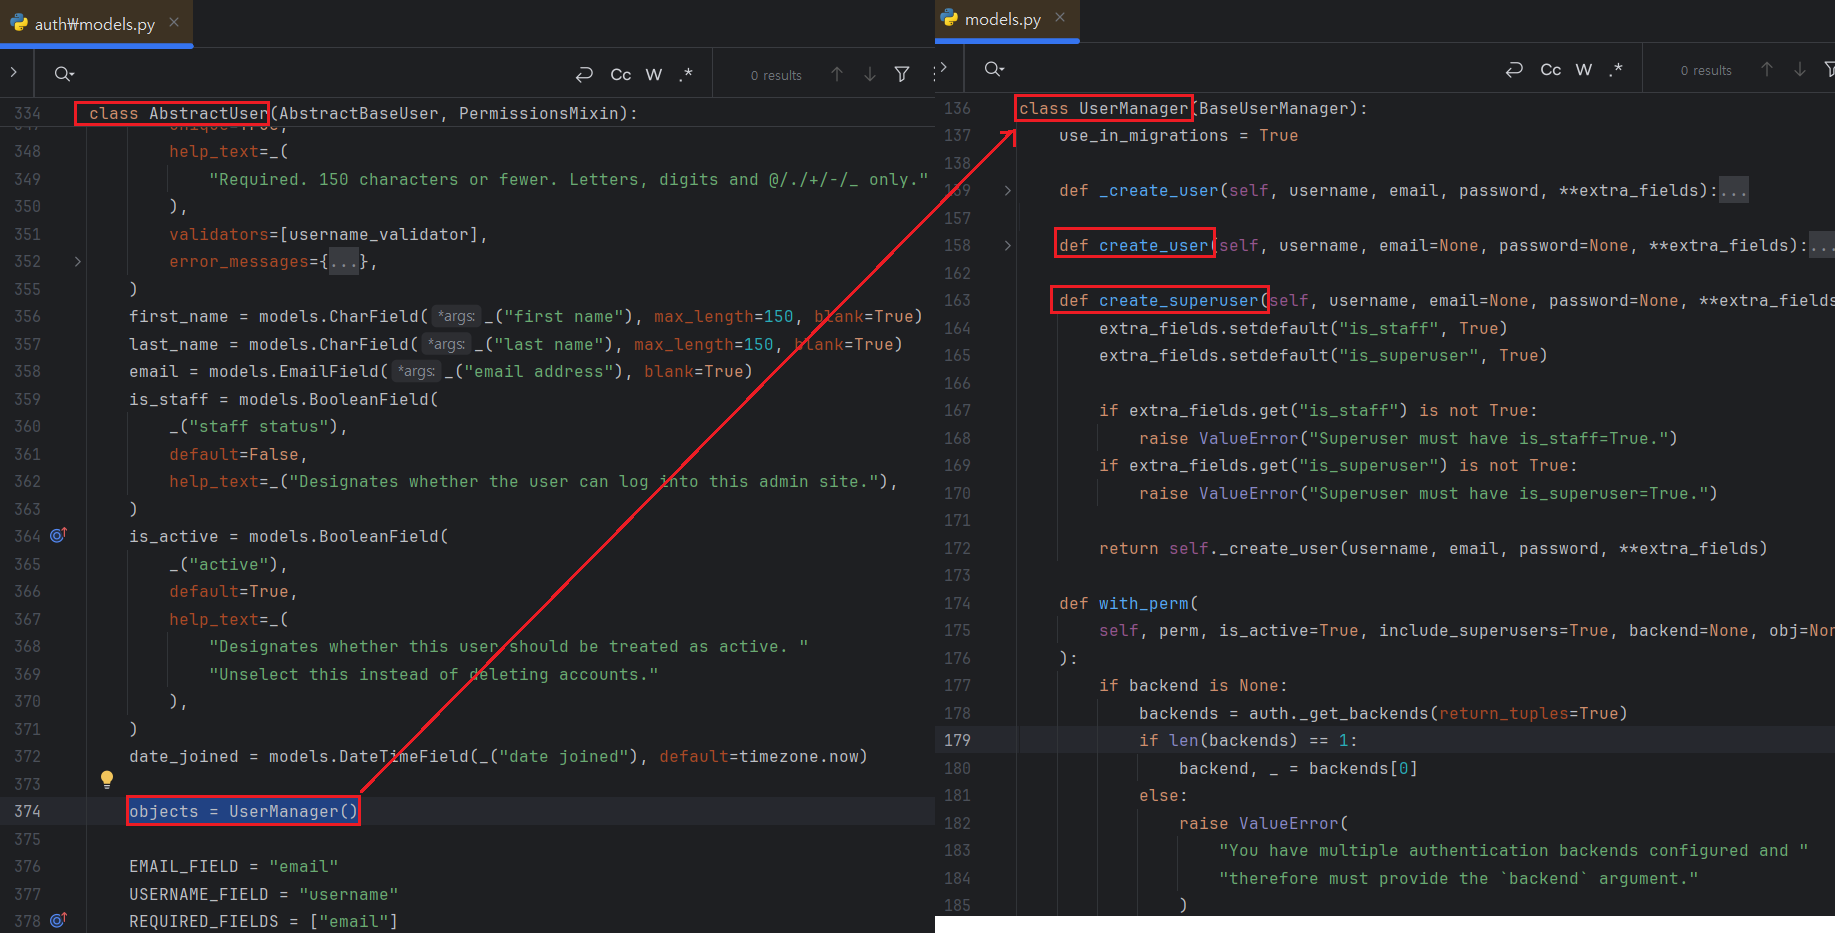 auth₩models.py
Cc W .*
0 results
334 class AbstractUser(AbstractBaseUser, PermissionsMixin):
unique=True,
348 help_text=_(
349 "Required. 150 characters or fewer. Letters, digits and @/./+/-/_ only."
350 ),
351 validators=[username_validator],
352 error_messages={...},
355 )
356 first_name = models.CharField( *args: _("first name"), max_length=150, blank=True)
357 last_name = models.CharField( *args: _("last name"), max_length=150, blank=True)
358 email = models.EmailField( *args: _("email address"), blank=True)
359 is_staff = models.BooleanField(
360 _("staff status"),
361 default=False,
362 help_text=_("Designates whether the user can log into this admin site."),
363 )
364 is_active = models.BooleanField(
365 _("active"),
366 default=True,
367 help_text=_(
368 "Designates whether this user should be treated as active. "
369 "Unselect this instead of deleting accounts."
370 ),
371 )
372 date_joined = models.DateTimeField(_("date joined"), default=timezone.now)
373
374 objects = UserManager()
375
376 EMAIL_FIELD = "email"
377 USERNAME_FIELD = "username"
378 REQUIRED_FIELDS = ["email"]
models.py
Cc W .*
0 results
136 class UserManager(BaseUserManager):
137 use_in_migrations = True
138
139 def _create_user(self, username, email, password, **extra_fields):...
157
158 def create_user(self, username, email=None, password=None, **extra_fields):...
162
163 def create_superuser(self, username, email=None, password=None, **extra_fields
164 extra_fields.setdefault("is_staff", True)
165 extra_fields.setdefault("is_superuser", True)
166
167 if extra_fields.get("is_staff") is not True:
168 raise ValueError("Superuser must have is_staff=True.")
169 if extra_fields.get("is_superuser") is not True:
170 raise ValueError("Superuser must have is_superuser=True.")
171
172 return self._create_user(username, email, password, **extra_fields)
173
174 def with_perm(
175 self, perm, is_active=True, include_superusers=True, backend=None, obj=Non
176 ):
177 if backend is None:
178 backends = auth._get_backends(return_tuples=True)
179 if len(backends) == 1:
180 backend, _ = backends[0]
181 else:
182 raise ValueError(
183 "You have multiple authentication backends configured and "
184 "therefore must provide the `backend` argument."
185 )